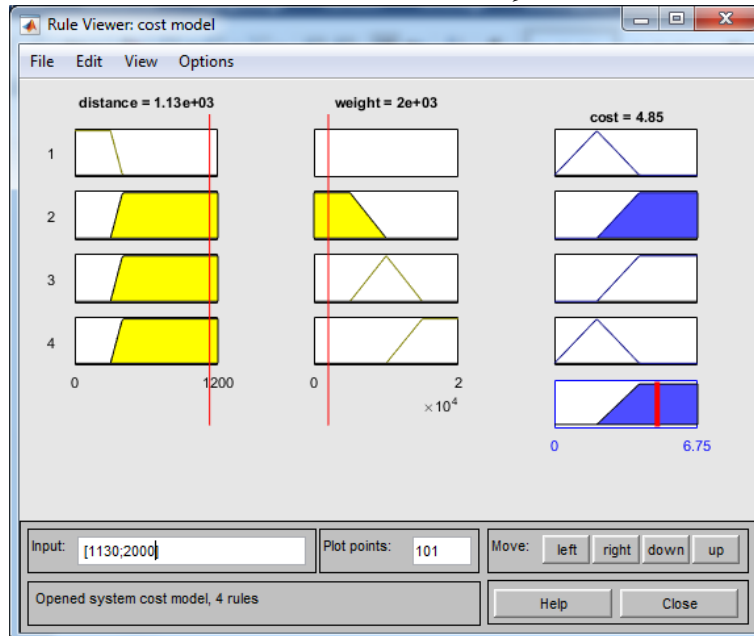 Rule Viewer: cost model
File Edit View Options
distance = 1.13e+03 weight = 2e+03 cost = 4.85
1
2
3
4
0 1200 0 2
×10^4
0 6.75
Input: [1130;2000] Plot points: 101 Move: left right down up
Opened system cost model, 4 rules Help Close